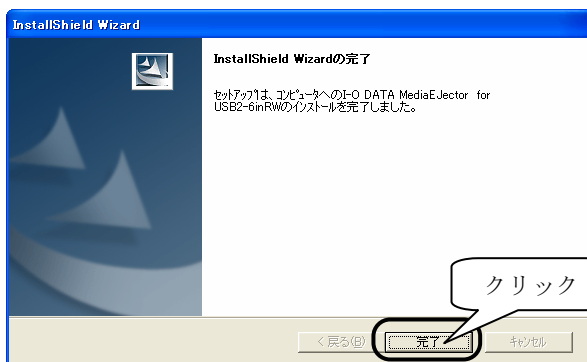 InstallShield Wizard
InstallShield Wizardの完了
セットアップは、コンピュータへのI-O DATA MediaEJector for
USB2-6inRWのインストールを完了しました。
クリック
< 戻る(B)
完了
キャンセル